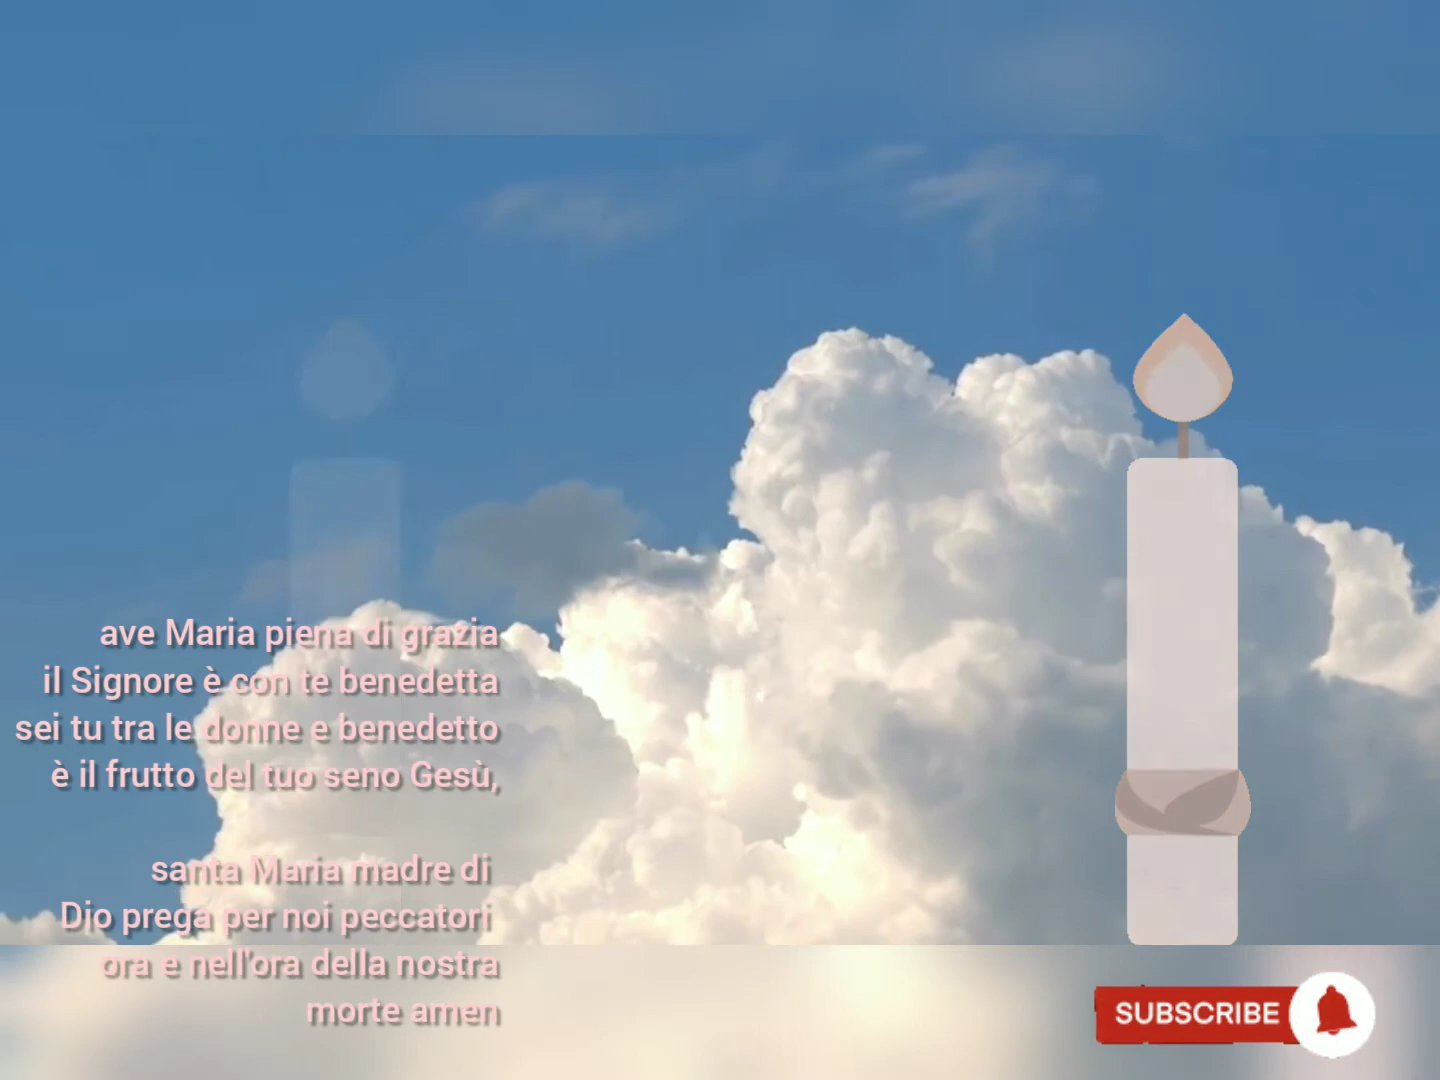 ave Maria piena di grazia
il Signore è con te benedetta
sei tu tra le donne e benedetto
è il frutto del tuo seno Gesù,
santa Maria madre di
Dio prega per noi peccatori
ora e nell'ora della nostra
morte amen
SUBSCRIBE